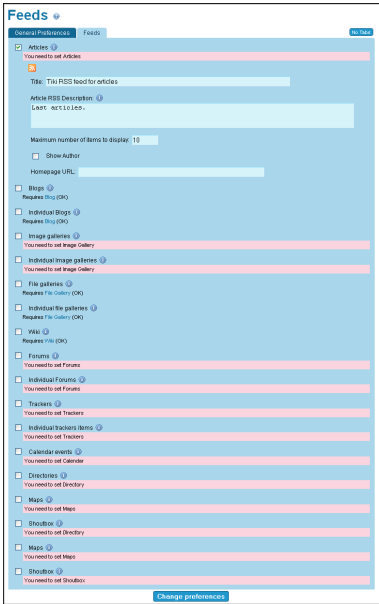 Feeds
General Preferences Feeds No Tabs
Articles
You need to set Articles
Title: Tiki RSS feed for articles
Article RSS Description:
Last articles.
Maximum number of items to display: 10
Show Author
Homepage URL:
Blogs
Requires Blog (OK)
Individual Blogs
Requires Blog (OK)
Image galleries
You need to set Image Gallery
Individual Image galleries
You need to set Image Gallery
File galleries
Requires File Gallery (OK)
Individual file galleries
Requires File Gallery (OK)
Wiki
Requires Wiki (OK)
Forums
You need to set Forums
Individual Forums
You need to set Forums
Trackers
You need to set Trackers
Individual trackers items
You need to set Trackers
Calendar events
You need to set Calendar
Directories
You need to set Directory
Maps
You need to set Maps
Shoutbox
You need to set Directory
Maps
You need to set Maps
Shoutbox
You need to set Shoutbox
Change preferences